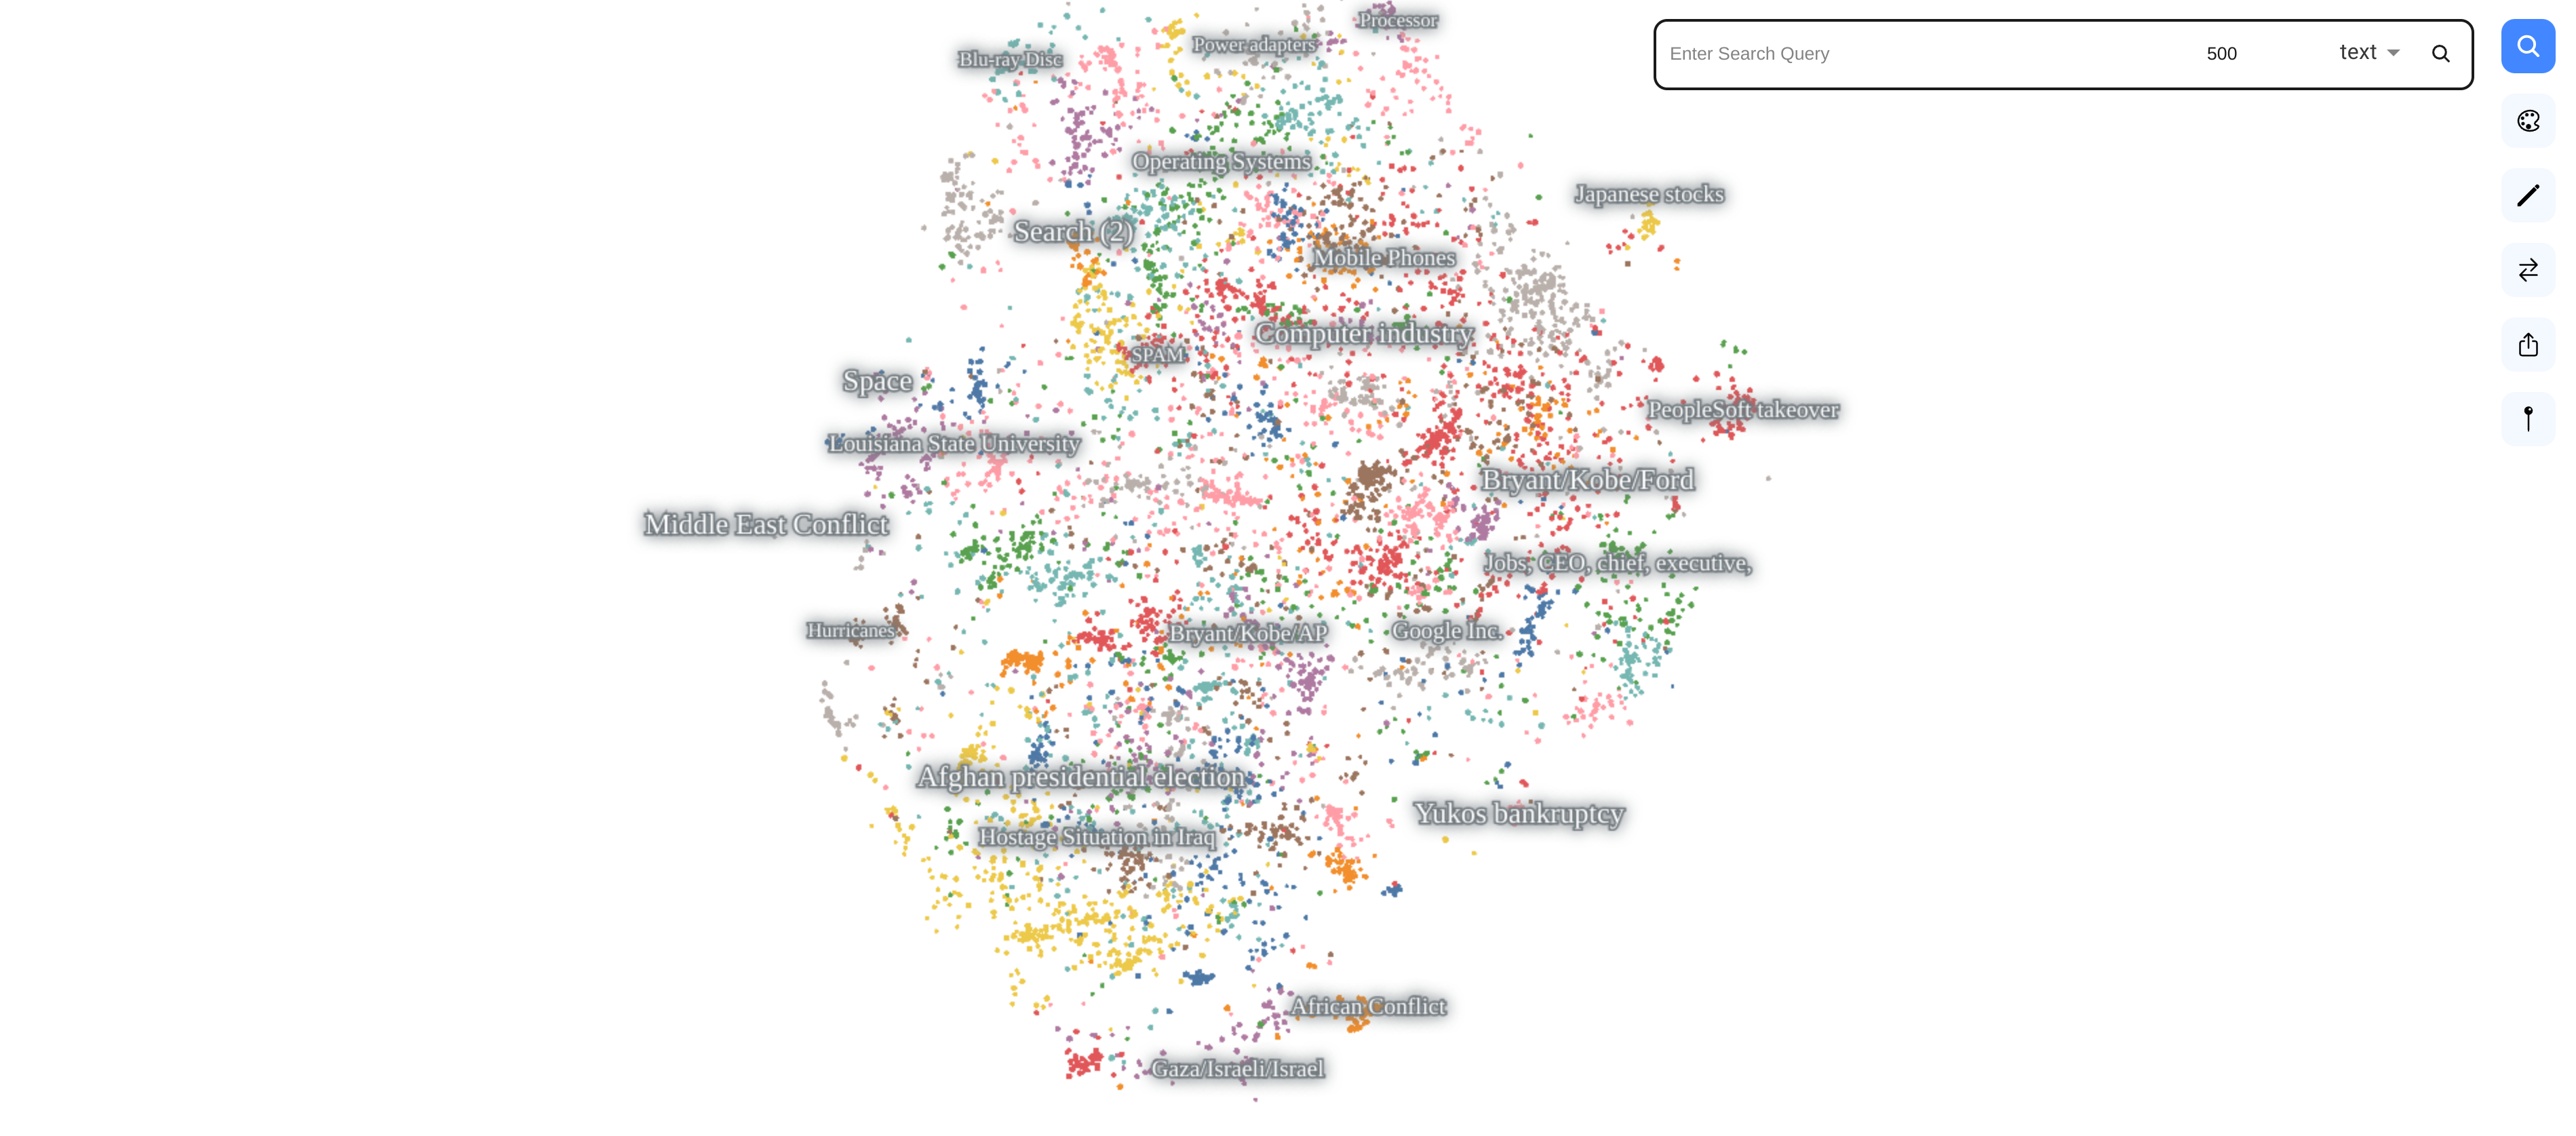 Processor
Power adapters
Blu-ray Disc
Enter Search Query
500
text
Operating Systems
Japanese stocks
Search (2)
Mobile Phones
Computer industry
SPAM
Space
PeopleSoft takeover
Louisiana State University
Bryant/Kobe/Ford
Middle East Conflict
Jobs, CEO, chief, executive,
Hurricanes
Bryant/Kobe/AP
Google Inc.
Afghan presidential election
Yukos bankruptcy
Hostage Situation in Iraq
African Conflict
Gaza/Israeli/Israel